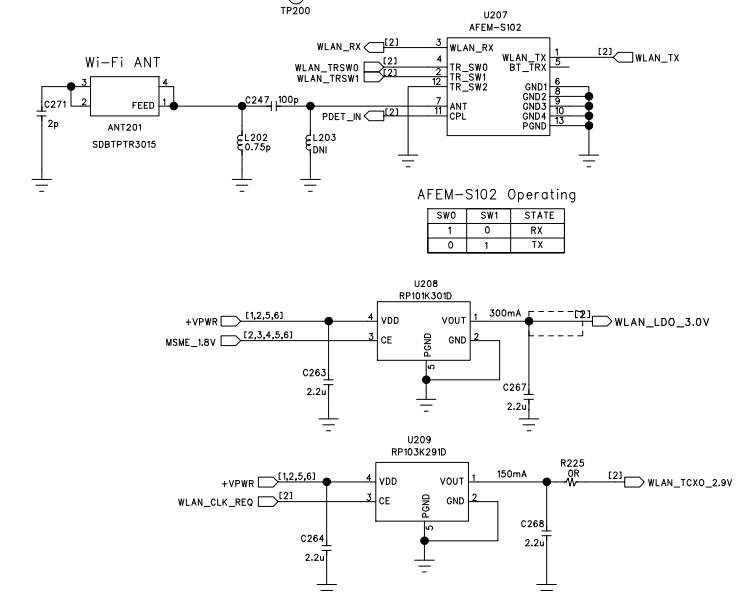 TP200
U207
AFEM-S102
WLAN_RX [2] 3 WLAN_RX
WLAN_TX 1 [2] WLAN_TX
WLAN_TRSW0 [2] 4 TR_SW0
BT_TRX 5
WLAN_TRSW1 [2] 2 TR_SW1
12 TR_SW2
GND1 6
GND2 8
7 ANT
GND3 9
PDET_IN [2] 11 CPL
GND4 10
PGND 13
Wi-Fi ANT
3 4
C271
2 FEED 1
2p
ANT201
SDBTPTR3015
C247 100p
L202
0.75p
L203
DNI
AFEM-S102 Operating
SW0 SW1 STATE
1 0 RX
0 1 TX
U208
RP101K301D
+VPWR [1,2,5,6] 4 VDD VOUT 1 300mA [2] WLAN_LDO_3.0V
MSME_1.8V [2,3,4,5,6] 3 CE GND 2
PGND
5
C263
2.2u
C267
2.2u
U209
RP103K291D
+VPWR [1,2,5,6] 4 VDD VOUT 1 150mA R225 0R [2] WLAN_TCXO_2.9V
WLAN_CLK_REQ [2] 3 CE GND 2
PGND
5
C264
2.2u
C268
2.2u